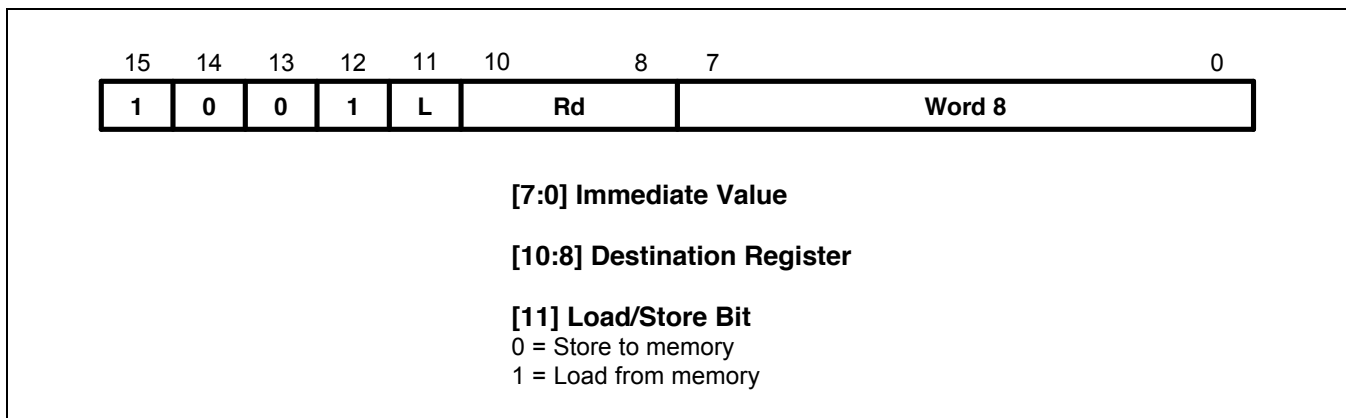 15 14 13 12 11 10 8 7 0
1 0 0 1 L Rd Word 8
[7:0] Immediate Value
[10:8] Destination Register
[11] Load/Store Bit
0 = Store to memory
1 = Load from memory